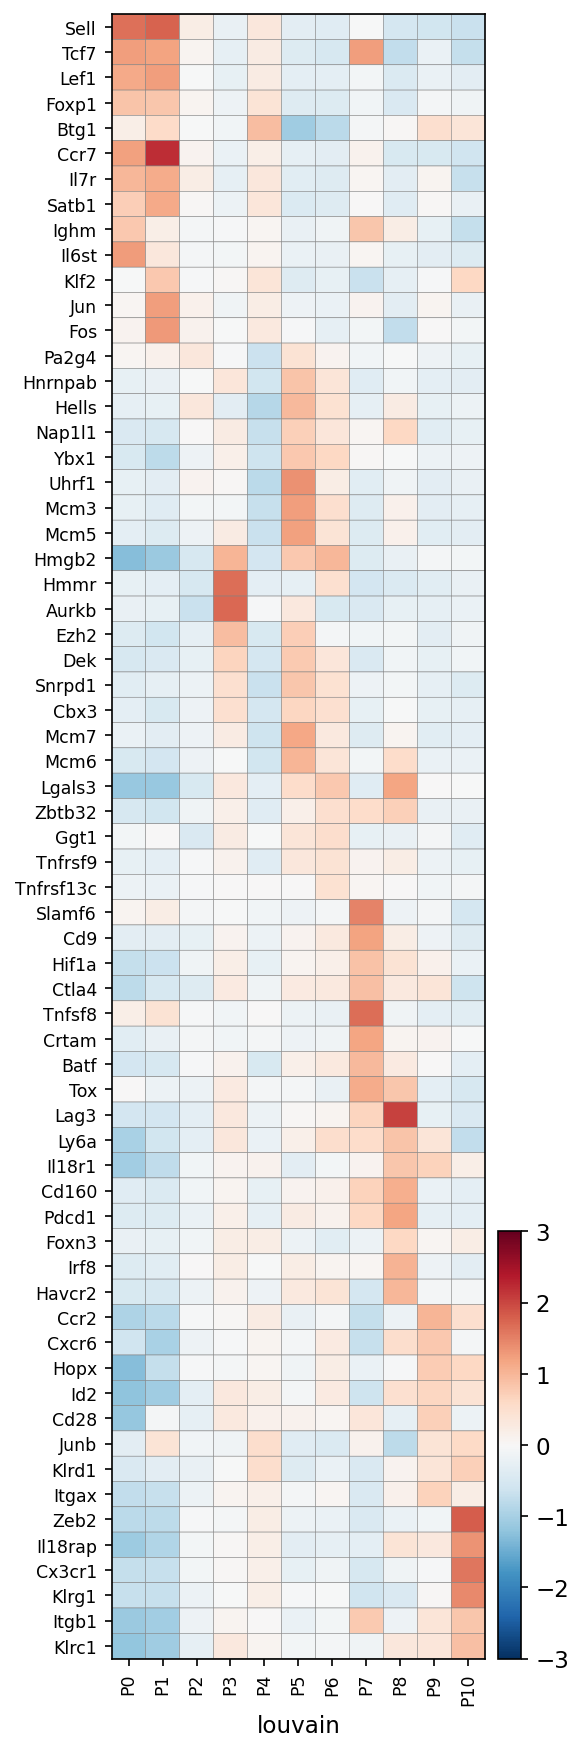 Sell
Tcf7
Lef1
Foxp1
Btg1
Ccr7
Il7r
Satb1
Ighm
Il6st
Klf2
Jun
Fos
Pa2g4
Hnrnpab
Hells
Nap1l1
Ybx1
Uhrf1
Mcm3
Mcm5
Hmgb2
Hmmr
Aurkb
Ezh2
Dek
Snrpd1
Cbx3
Mcm7
Mcm6
Lgals3
Zbtb32
Ggt1
Tnfrsf9
Tnfrsf13c
Slamf6
Cd9
Hif1a
Ctla4
Tnfsf8
Crtam
Batf
Tox
Lag3
Ly6a
Il18r1
Cd160
Pdcd1
Foxn3
Irf8
Havcr2
Ccr2
Cxcr6
Hopx
Id2
Cd28
Junb
Klrd1
Itgax
Zeb2
Il18rap
Cx3cr1
Klrg1
Itgb1
Klrc1
P0 P1 P2 P3 P4 P5 P6 P7 P8 P9 P10
louvain
3
2
1
0
−1
−2
−3